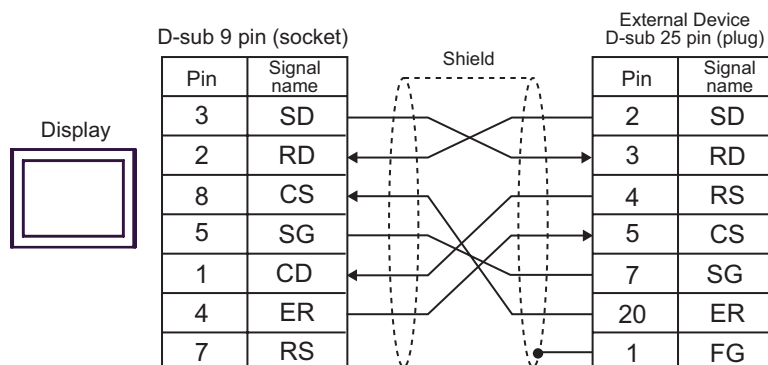 External Device
D-sub 9 pin (socket)
D-sub 25 pin (plug)
Shield
Display
Pin Signal name
3 SD
2 RD
8 CS
5 SG
1 CD
4 ER
7 RS
Pin Signal name
2 SD
3 RD
4 RS
5 CS
7 SG
20 ER
1 FG